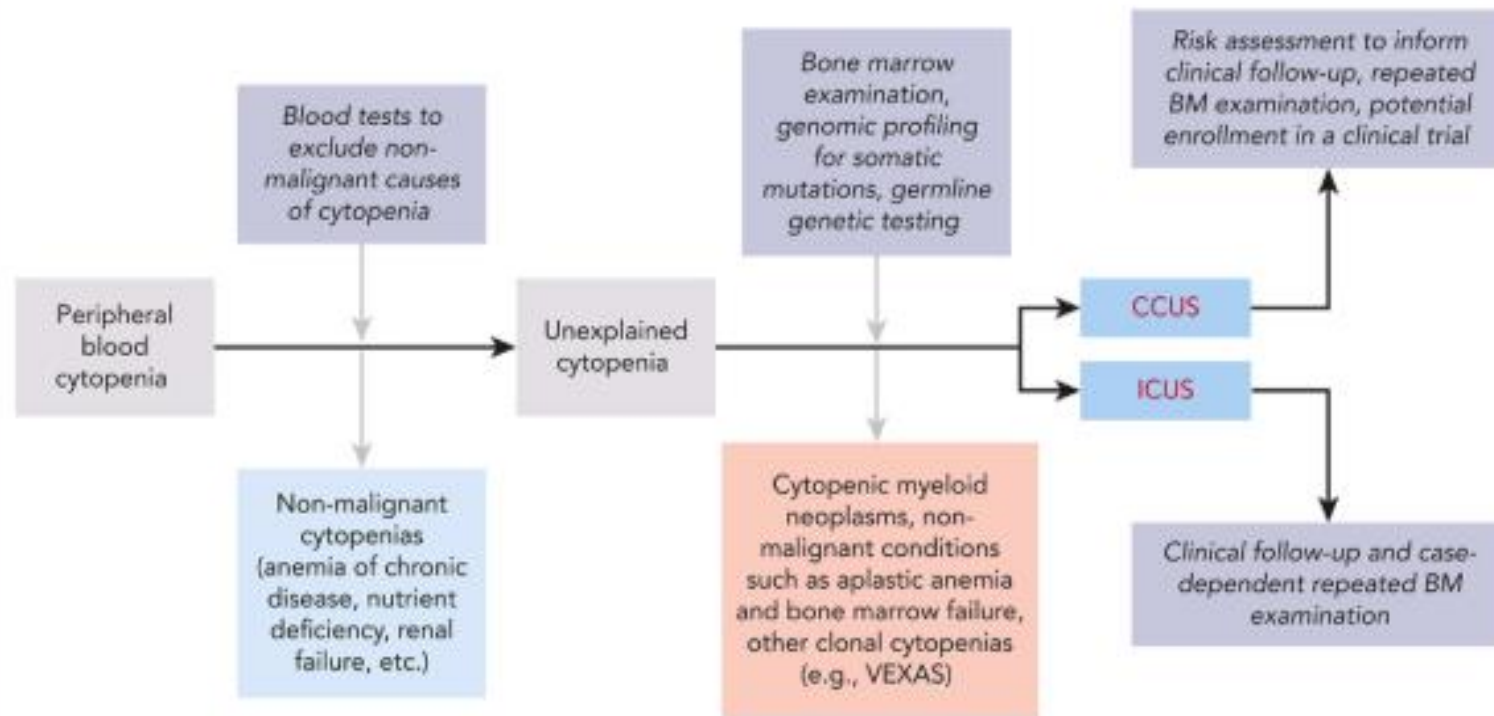 Blood tests to
exclude non-
malignant causes
of cytopenia
Bone marrow
examination,
genomic profiling
for somatic
mutations, germline
genetic testing
Risk assessment to inform
clinical follow-up, repeated
BM examination, potential
enrollment in a clinical trial
Peripheral
blood
cytopenia
Unexplained
cytopenia
CCUS
ICUS
Non-malignant
cytopenias
(anemia of chronic
disease, nutrient
deficiency, renal
failure, etc.)
Cytopenic myeloid
neoplasms, non-
malignant conditions
such as aplastic anemia
and bone marrow failure,
other clonal cytopenias
(e.g., VEXAS)
Clinical follow-up and case-
dependent repeated BM
examination